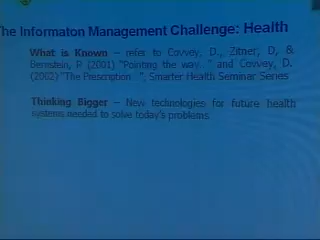 The Informaton Management Challenge: Health
What is Known – refer to Covvey, D., Zitner, D, &
Bernstein, R (2001) "Pointing the way..." and Covvey, D.
(2002) "The Prescription..."; Smarter Health Seminar Series
Thinking Bigger – New technologies for future health
systems needed to solve today's problems